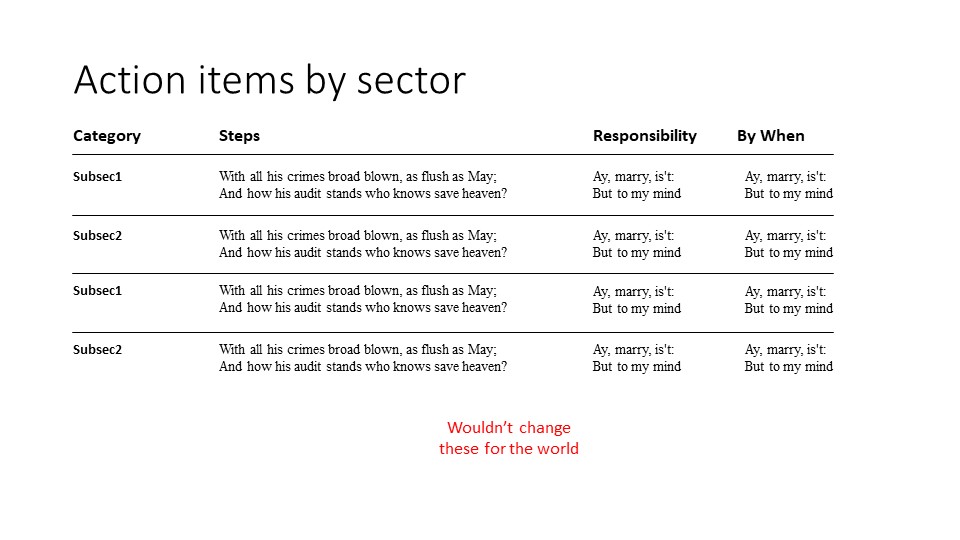 Action items by sector
Category Steps Responsibility By When
Subsec1 With all his crimes broad blown, as flush as May; Ay, marry, is't: Ay, marry, is't:
And how his audit stands who knows save heaven? But to my mind But to my mind
Subsec2 With all his crimes broad blown, as flush as May; Ay, marry, is't: Ay, marry, is't:
And how his audit stands who knows save heaven? But to my mind But to my mind
Subsec1 With all his crimes broad blown, as flush as May; Ay, marry, is't: Ay, marry, is't:
And how his audit stands who knows save heaven? But to my mind But to my mind
Subsec2 With all his crimes broad blown, as flush as May; Ay, marry, is't: Ay, marry, is't:
And how his audit stands who knows save heaven? But to my mind But to my mind
Wouldn’t change
these for the world